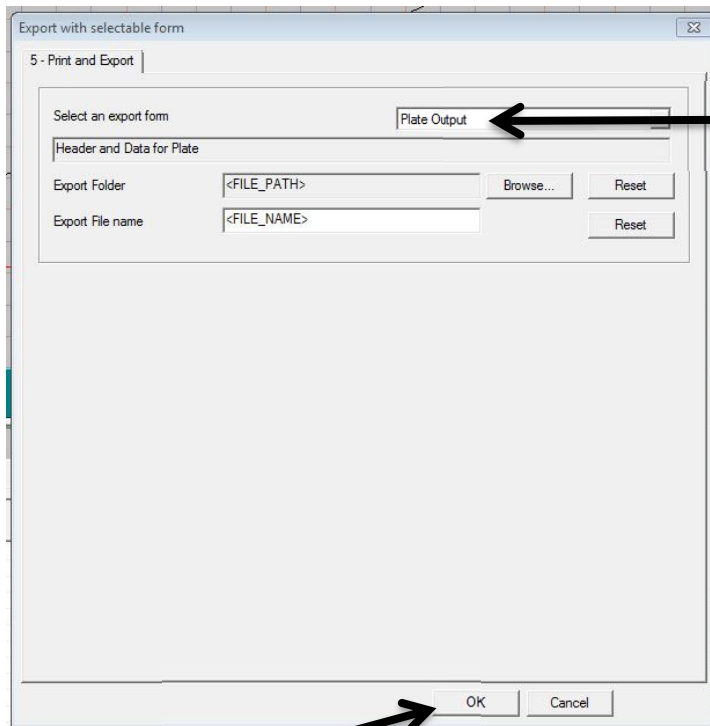 Export with selectable form
5 - Print and Export
Select an export form Plate Output
Header and Data for Plate
Export Folder <FILE_PATH> Browse... Reset
Export File name <FILE_NAME> Reset
OK Cancel